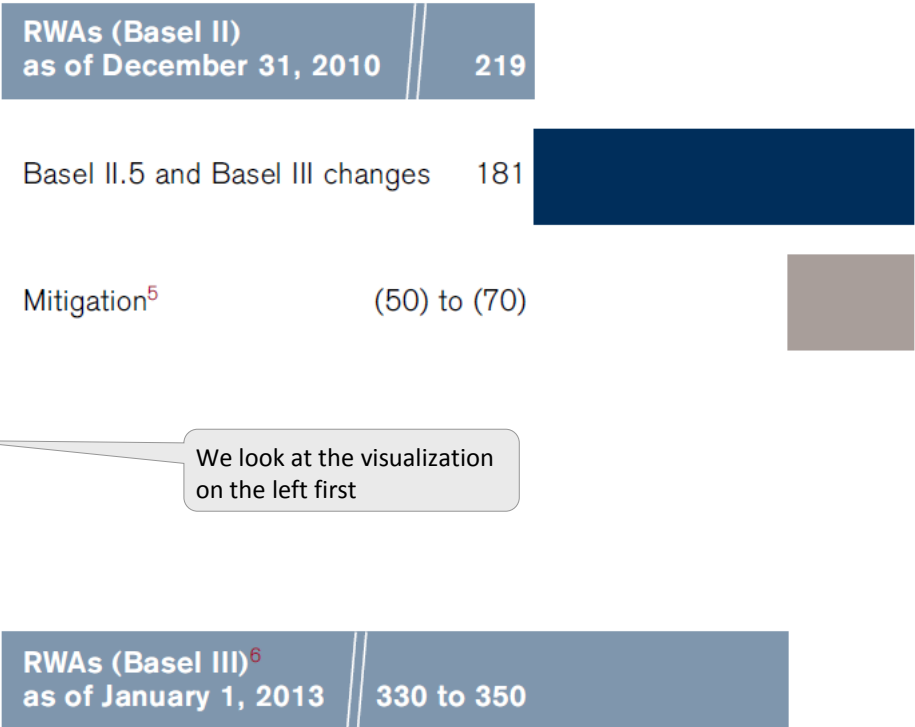 RWAs (Basel II)
as of December 31, 2010 219
Basel II.5 and Basel III changes 181
Mitigation5 (50) to (70)
We look at the visualization
on the left first
RWAs (Basel III)6
as of January 1, 2013 330 to 350